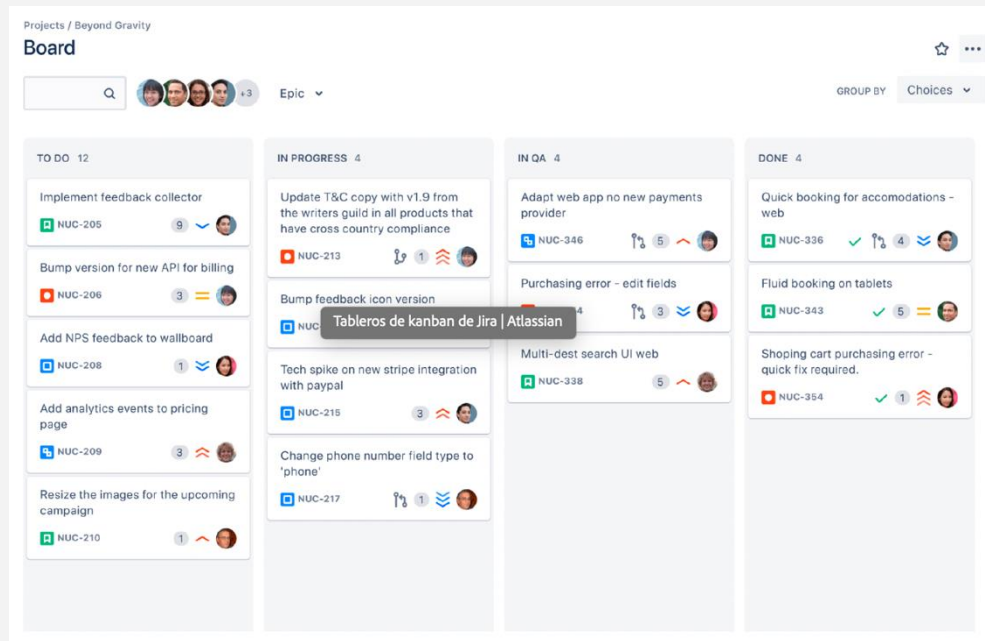 Projects / Beyond Gravity
Board
+3
Epic
GROUP BY
Choices
TO DO 12
Implement feedback collector
NUC-205
9
Bump version for new API for billing
NUC-206
3
Add NPS feedback to wallboard
NUC-208
1
Add analytics events to pricing
page
NUC-209
3
Resize the images for the upcoming
campaign
NUC-210
1
IN PROGRESS 4
Update T&C copy with v1.9 from
the writers guild in all products that
have cross country compliance
NUC-213
1
Bump feedback icon version
NUC
Tableros de kanban de Jira | Atlassian
Tech spike on new stripe integration
with paypal
NUC-215
3
Change phone number field type to
'phone'
NUC-217
1
IN QA 4
Adapt web app no new payments
provider
NUC-346
5
Purchasing error - edit fields
4
3
Multi-dest search UI web
NUC-338
5
DONE 4
Quick booking for accomodations -
web
NUC-336
4
Fluid booking on tablets
NUC-343
5
Shoping cart purchasing error -
quick fix required.
NUC-354
1